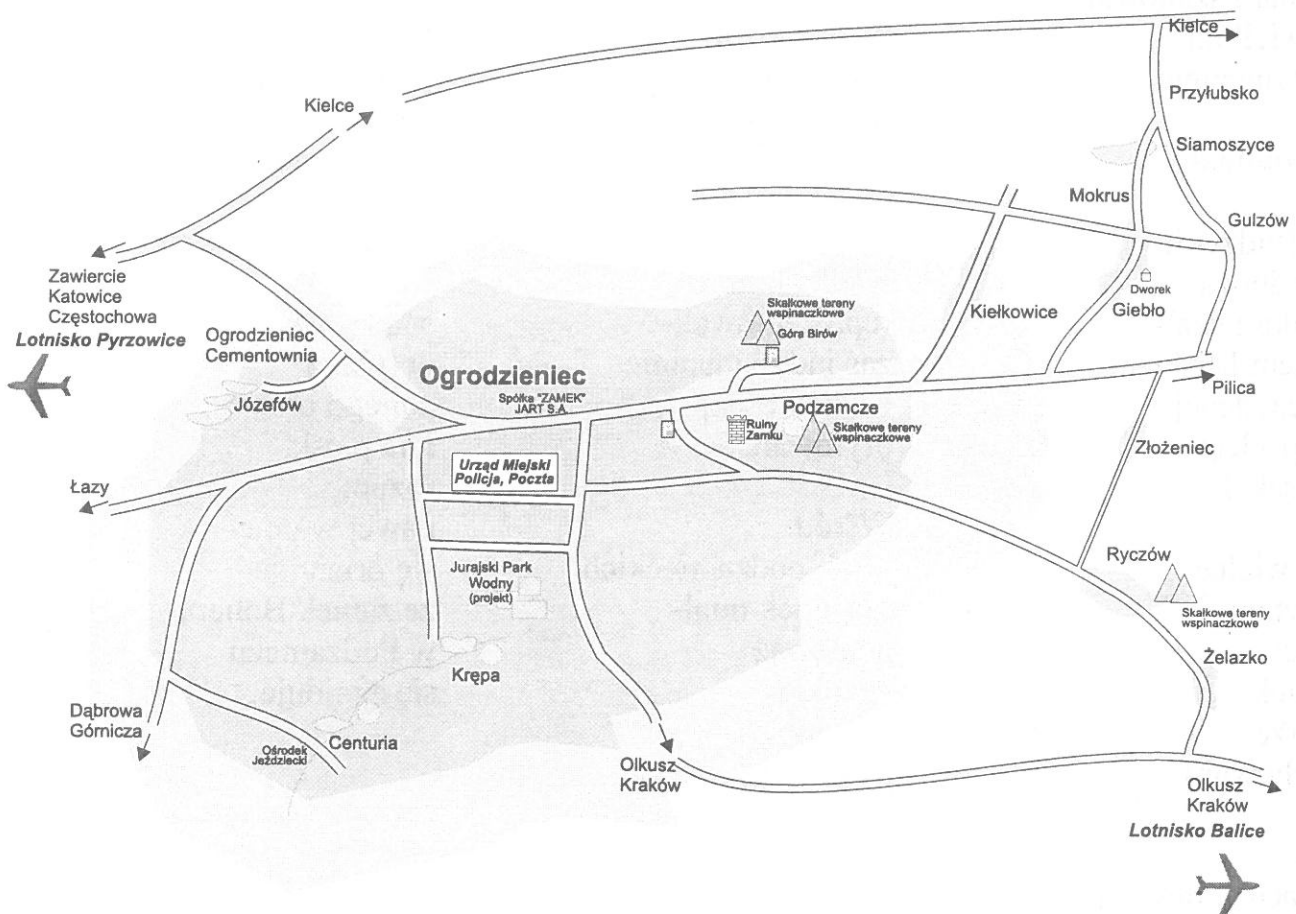 Kielce
Kielce
Przyłubsko
Siamoszyce
Mokrus
Gulzów
Zawiercie
Katowice
Częstochowa
Lotnisko Pyrzowice
Ogrodzieniec
Cementownia
Józefów
Ogrodzieniec
Spółka "ZAMEK"
JART S.A.
Skałkowe tereny
wspinaczkowe
Góra Birów
Kiełkowice
Dworek
Giebło
Pilica
Podzamcze
Ruiny
Zamku
Skałkowe tereny
wspinaczkowe
Złożeniec
Urząd Miejski
Policja, Poczta
Łazy
Jurajski Park
Wodny
(projekt)
Ryczów
Skałkowe tereny
wspinaczkowe
Żelazko
Krępa
Dąbrowa
Górnicza
Ośrodek
Jeździecki
Centuria
Olkusz
Kraków
Olkusz
Kraków
Lotnisko Balice